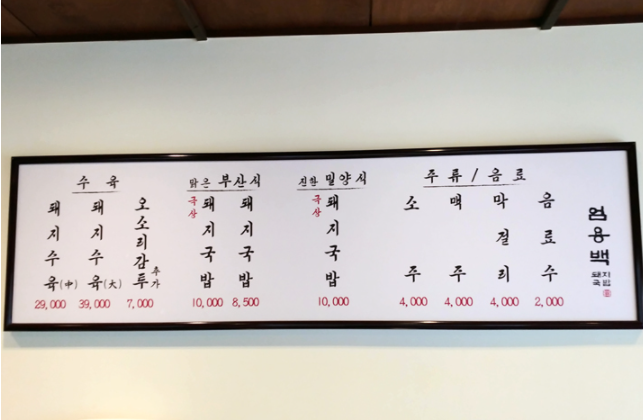 수육
돼지수육(中) 29,000
돼지수육(大) 39,000
오소리감투 추가 7,000
맑은 부산식
극상 돼지국밥 10,000
돼지국밥 8,500
진한 밀양식
극상 돼지국밥 10,000
주류/음료
소주 4,000
맥주 4,000
막걸리 4,000
음료수 2,000
엄용백
돼지국밥